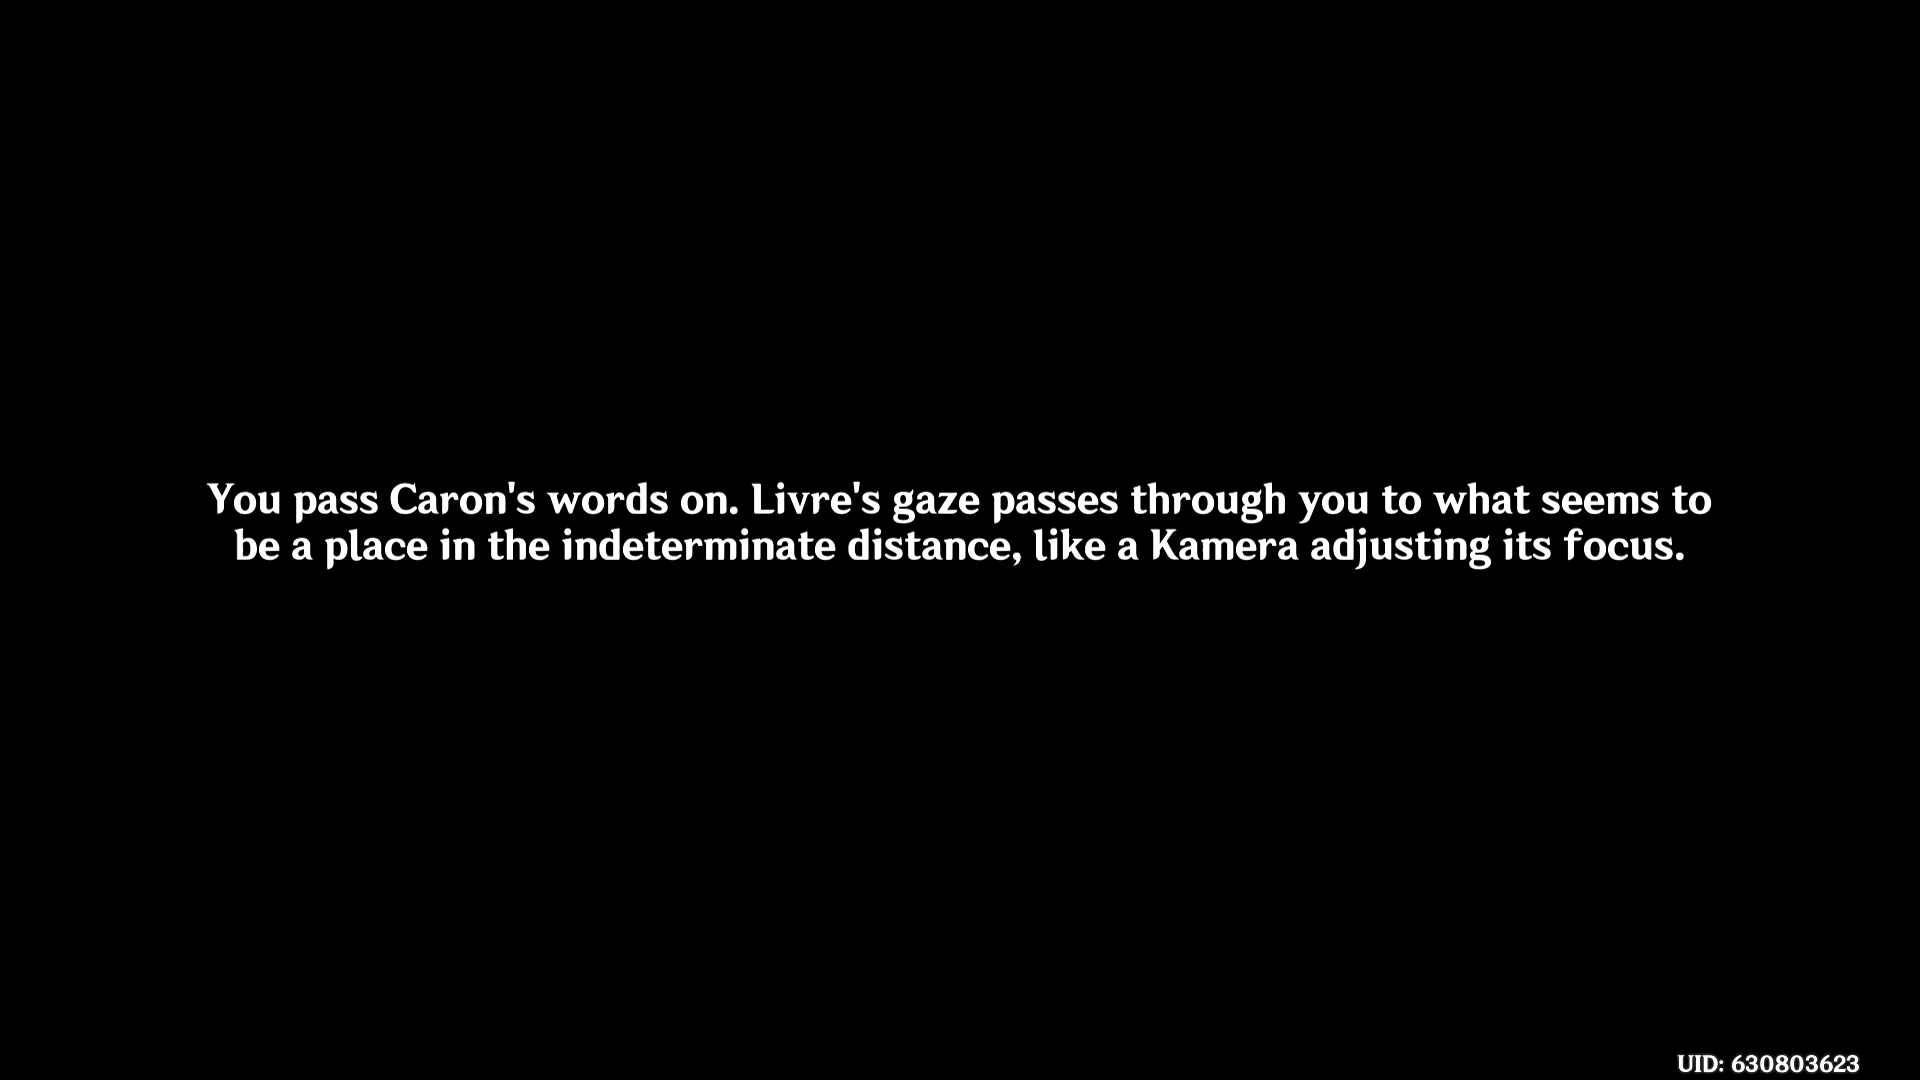 You pass Caron's words on. Livre's gaze passes through you to what seems to
be a place in the indeterminate distance, like a Kamera adjusting its focus.
UID: 630803623